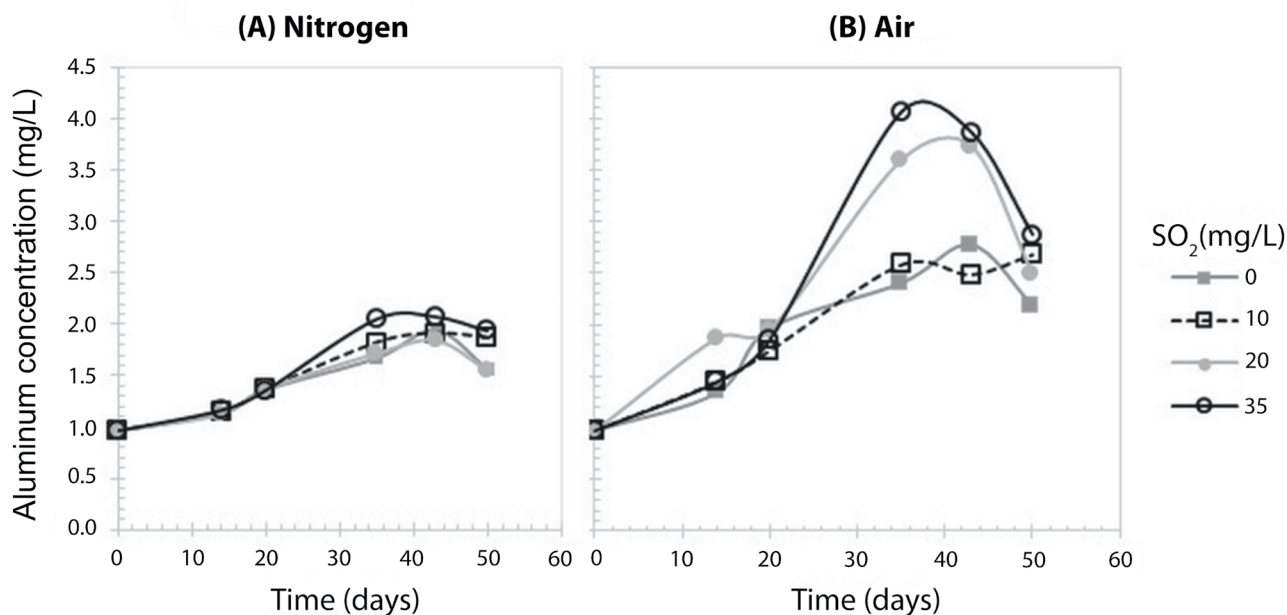 (A) Nitrogen
(B) Air
Aluminum concentration (mg/L)
4.5
4.0
3.5
3.0
2.5
2.0
1.5
1.0
0.5
0.0
0 10 20 30 40 50 60
0 10 20 30 40 50 60
Time (days)
Time (days)
SO₂(mg/L)
0
10
20
35